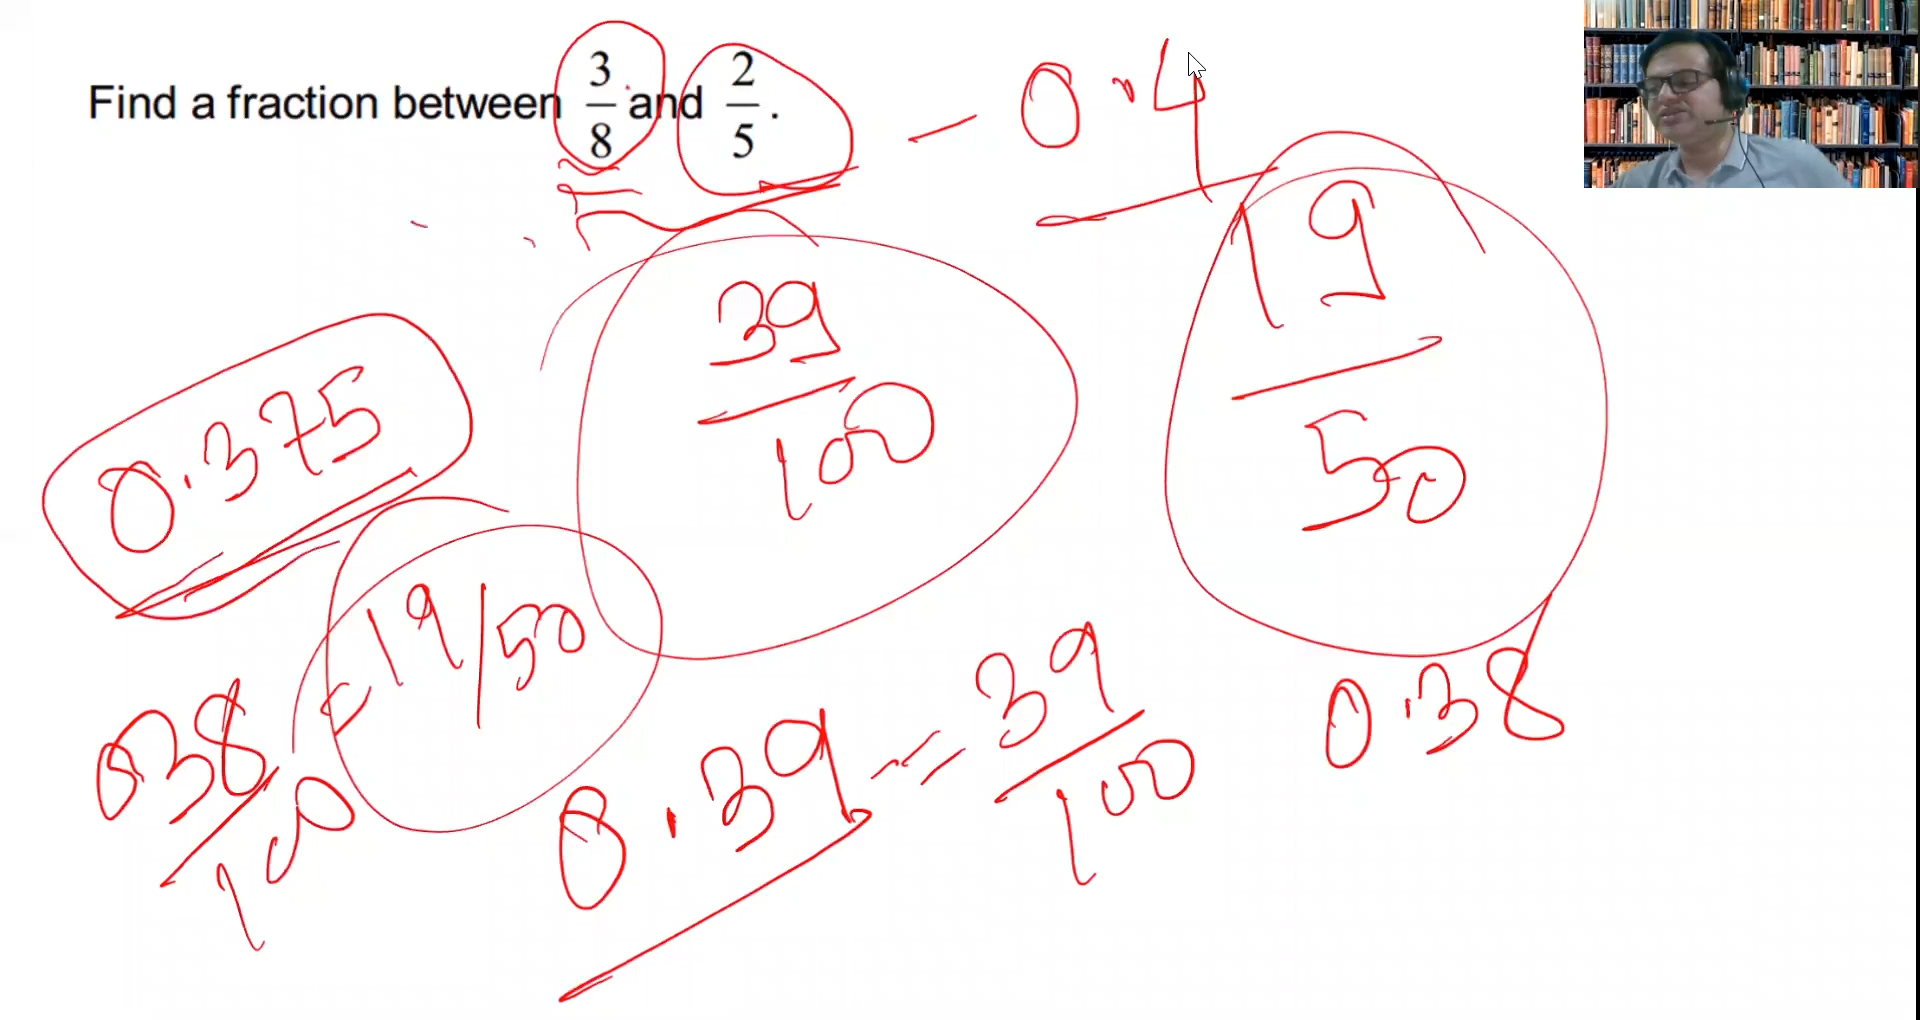 Find a fraction between 3/8 and 2/5.
- 0.4
39/100
19/50
0.375
038/100 = 19/50
0.39 = 39/100
0.38